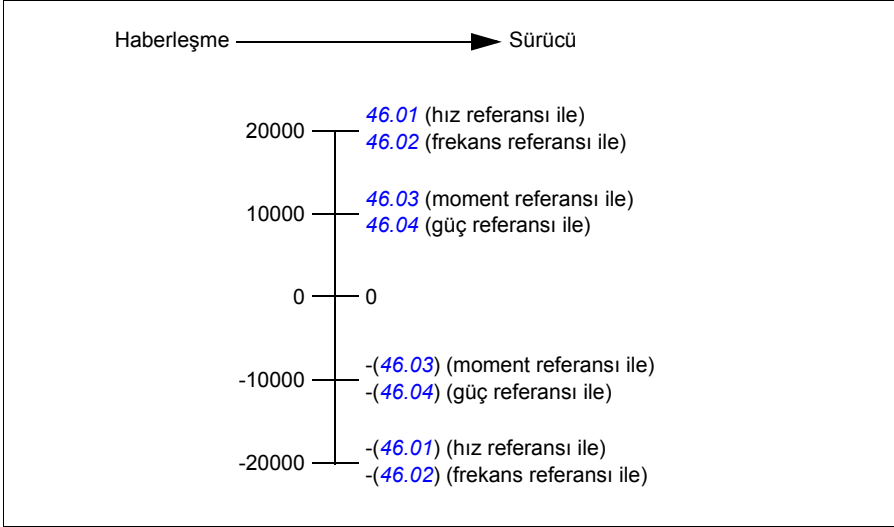 Haberleşme Sürücü
20000 46.01 (hız referansı ile)
46.02 (frekans referansı ile)
10000 46.03 (moment referansı ile)
46.04 (güç referansı ile)
0 0
-10000 -(46.03) (moment referansı ile)
-(46.04) (güç referansı ile)
-20000 -(46.01) (hız referansı ile)
-(46.02) (frekans referansı ile)